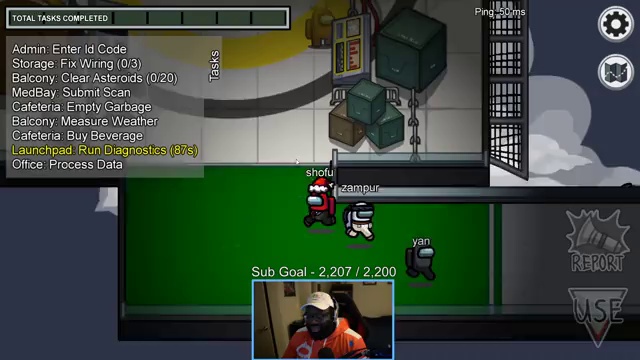 TOTAL TASKS COMPLETED
Ping: 50 ms
Admin: Enter Id Code
Storage: Fix Wiring (0/3)
Balcony: Clear Asteroids (0/20)
MedBay: Submit Scan
Cafeteria: Empty Garbage
Balcony: Measure Weather
Cafeteria: Buy Beverage
Launchpad: Run Diagnostics (87s)
Office: Process Data
Tasks
shofu
zampur
yan
REPORT
Sub Goal - 2,207 / 2,200
USE